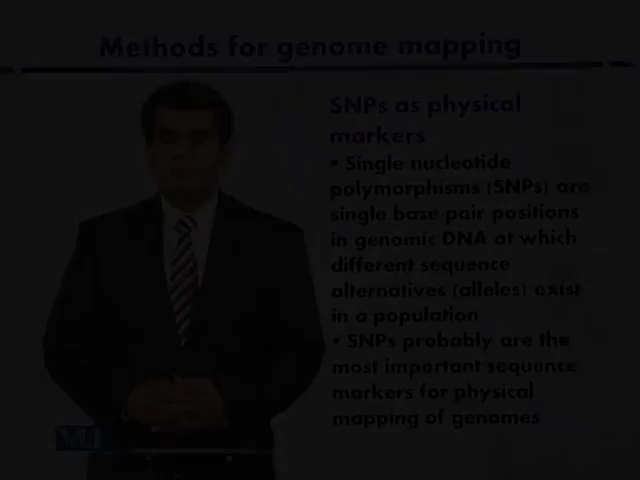 Methods for genome mapping
SNPs as physical
markers
• Single nucleotide
polymorphisms (SNPs) are
single base-pair positions
in genomic DNA at which
different sequence
alternatives (alleles) exist
in a population
• SNPs probably are the
most important sequence
markers for physical
mapping of genomes
VU